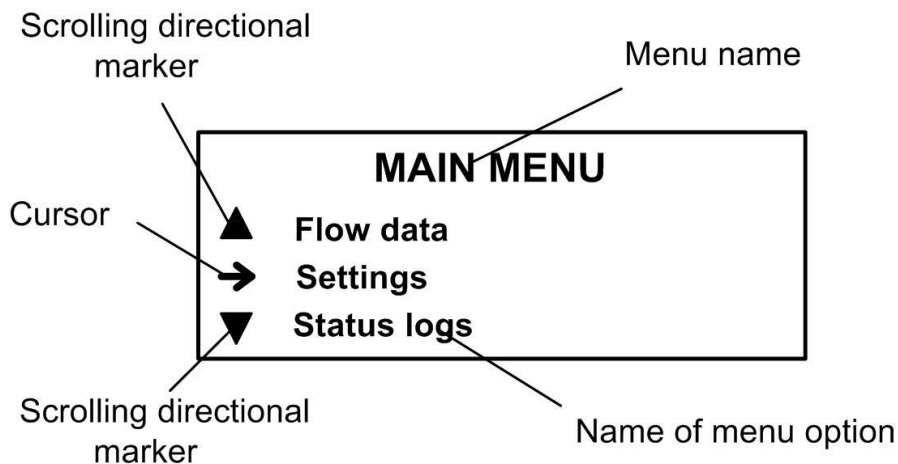 Scrolling directional
marker
Menu name
MAIN MENU
Cursor
Flow data
Settings
Status logs
Scrolling directional
marker
Name of menu option